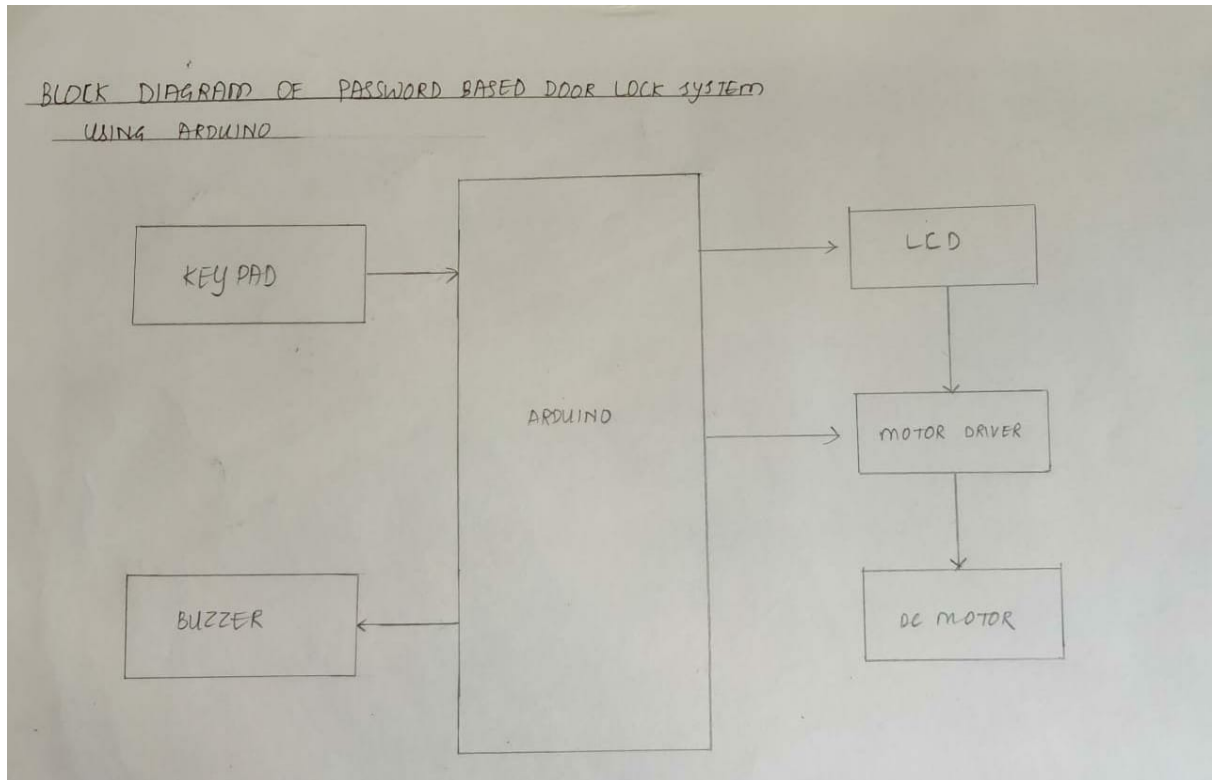 BLOCK DIAGRAM OF PASSWORD BASED DOOR LOCK SYSTEM
USING ARDUINO
KEY PAD
LCD
ARDUINO
MOTOR DRIVER
BUZZER
DC MOTOR